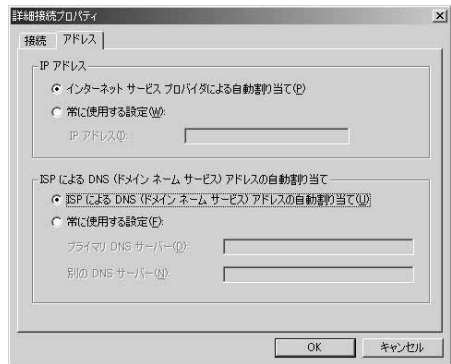 詳細接続プロパティ
接続 アドレス
IP アドレス
インターネット サービス プロバイダによる自動割り当て(P)
常に使用する設定(W):
IP アドレス(I):
ISP による DNS (ドメイン ネーム サービス) アドレスの自動割り当て
ISP による DNS (ドメイン ネーム サービス) アドレスの自動割り当て(U)
常に使用する設定(F):
プライマリ DNS サーバー(D):
別の DNS サーバー(N):
OK キャンセル